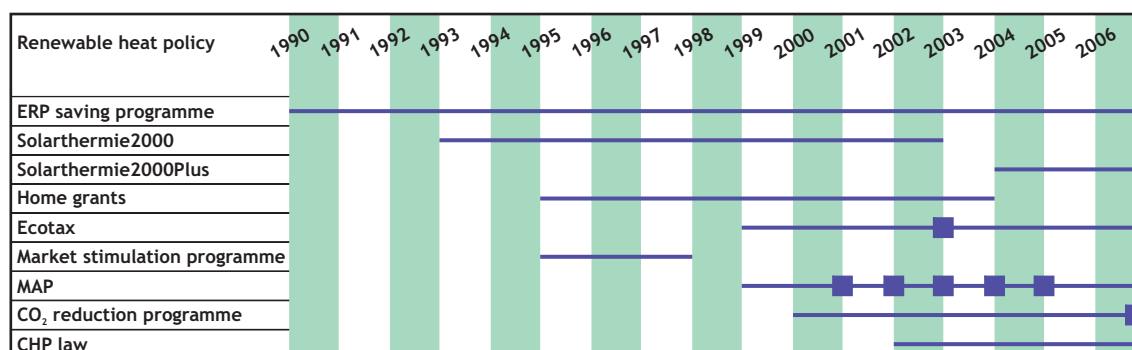 Renewable heat policy 1990 1991 1992 1993 1994 1995 1996 1997 1998 1999 2000 2001 2002 2003 2004 2005 2006
ERP saving programme
Solarthermie2000
Solarthermie2000Plus
Home grants
Ecotax
Market stimulation programme
MAP
CO₂ reduction programme
CHP law